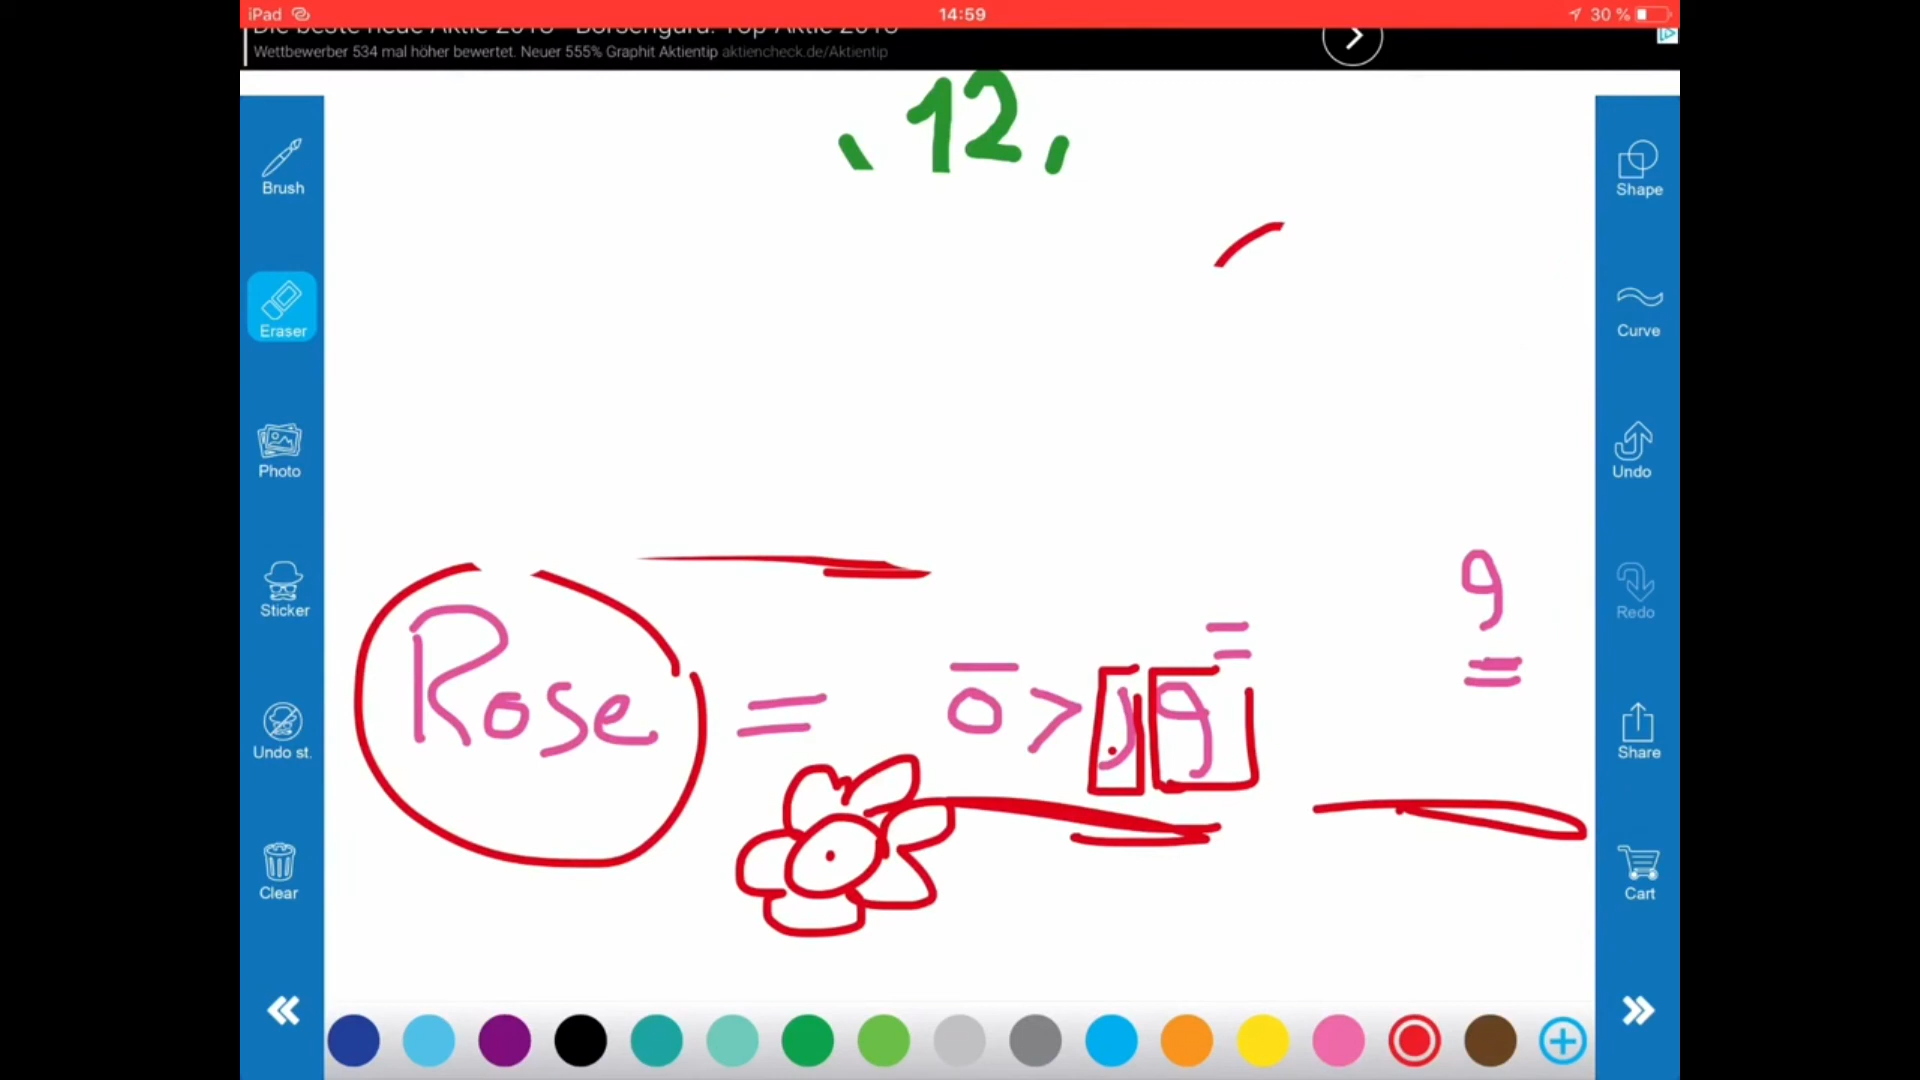 iPad 14:59 30 %
Wettbewerber 534 mal höher bewertet. Neuer 555% Graphit Aktientip aktiencheck.de/Aktientip
12
Brush
Eraser
Photo
Sticker
Undo st.
Clear
Rose = وردة
و
Shape
Curve
Undo
Redo
Share
Cart